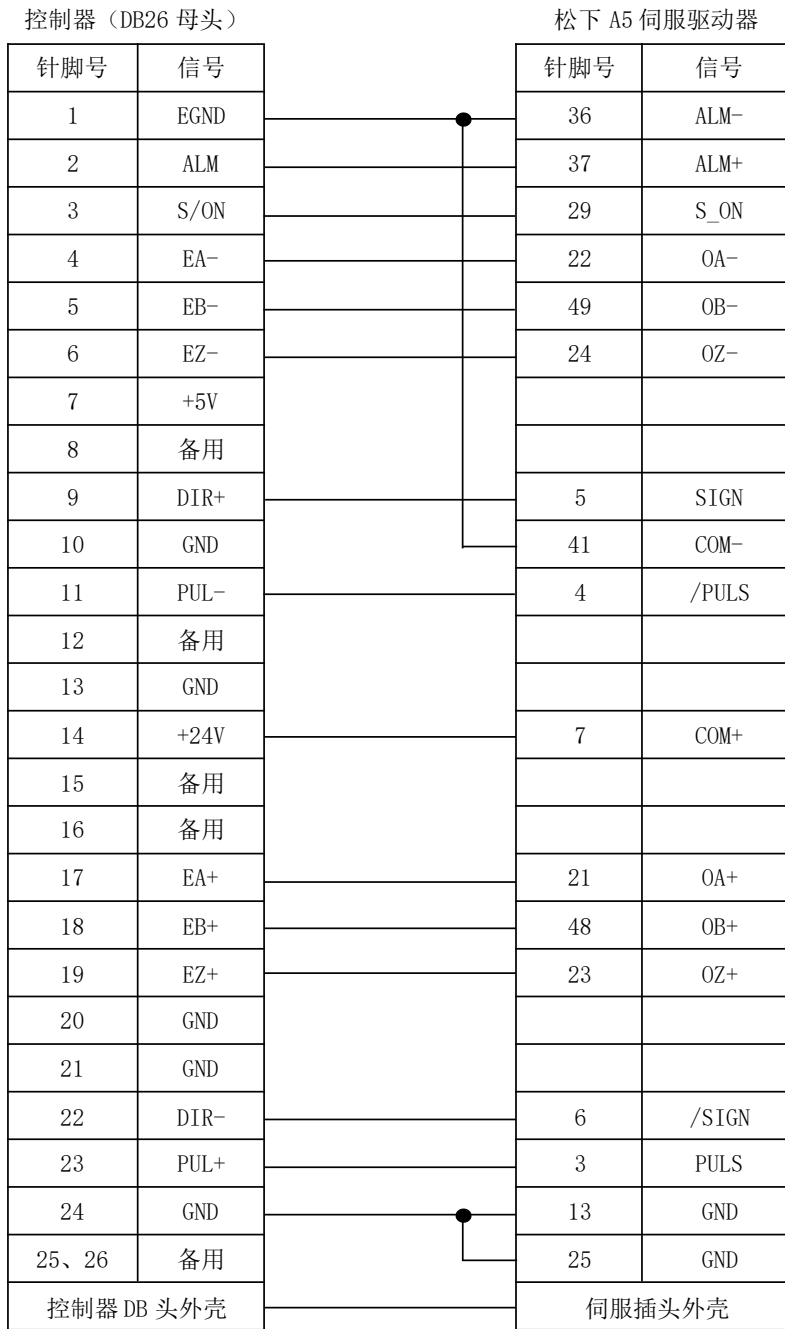 控制器（DB26 母头） 松下 A5 伺服驱动器
针脚号 信号 针脚号 信号
1 EGND 36 ALM-
2 ALM 37 ALM+
3 S/ON 29 S_ON
4 EA- 22 OA-
5 EB- 49 OB-
6 EZ- 24 OZ-
7 +5V
8 备用
9 DIR+ 5 SIGN
10 GND 41 COM-
11 PUL- 4 /PULS
12 备用
13 GND
14 +24V 7 COM+
15 备用
16 备用
17 EA+ 21 OA+
18 EB+ 48 OB+
19 EZ+ 23 OZ+
20 GND
21 GND
22 DIR- 6 /SIGN
23 PUL+ 3 PULS
24 GND 13 GND
25、26 备用 25 GND
控制器 DB 头外壳 伺服插头外壳